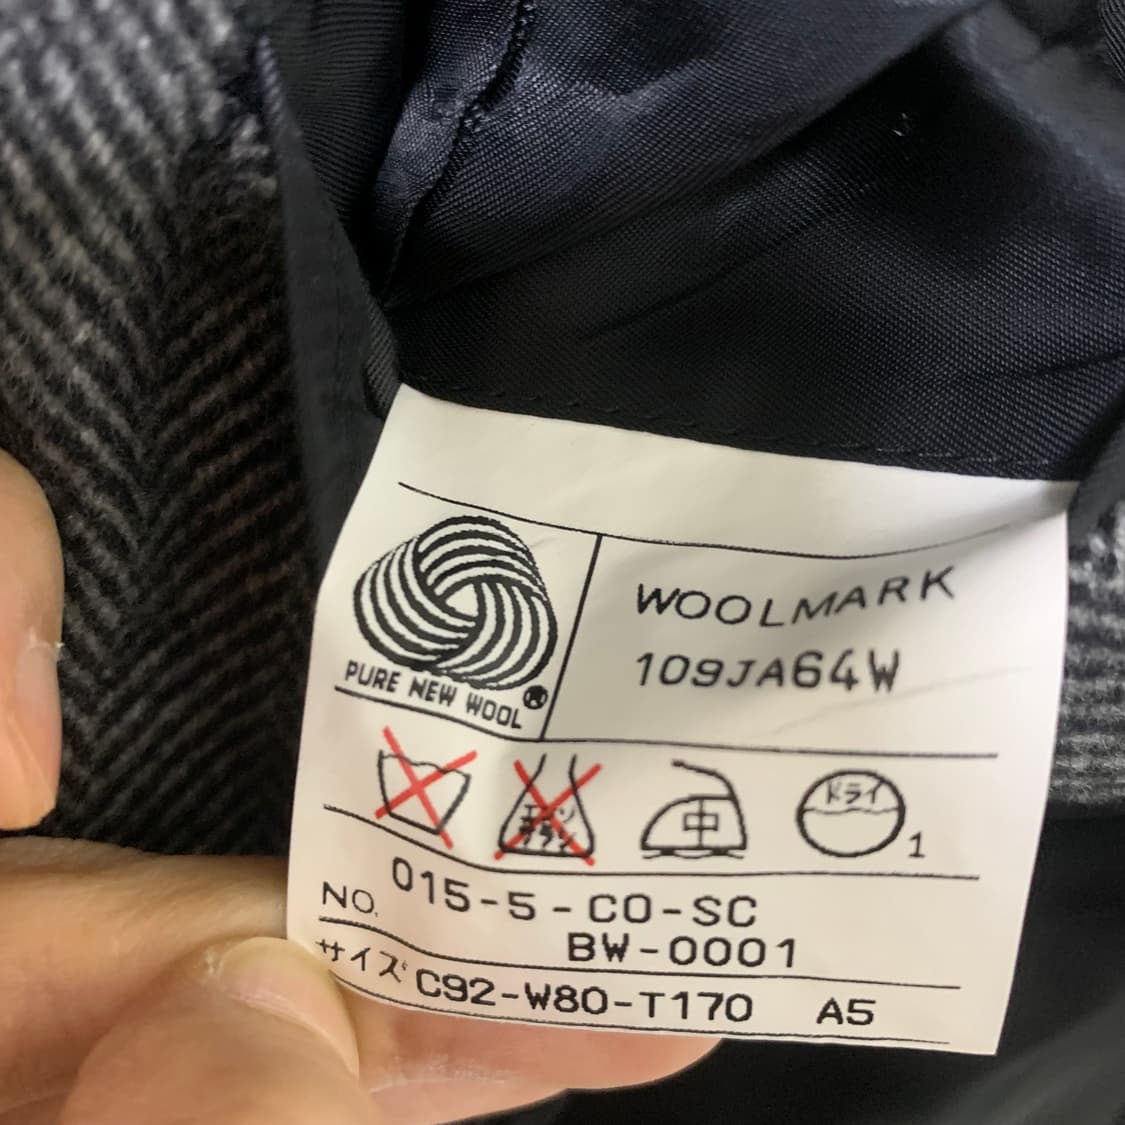 WOOLMARK
109JA64W
PURE NEW WOOL
®
エンソ
サラシ
中
ドライ
1
NO. 015-5-CO-SC
BW-0001
サイズ C92-W80-T170 A5